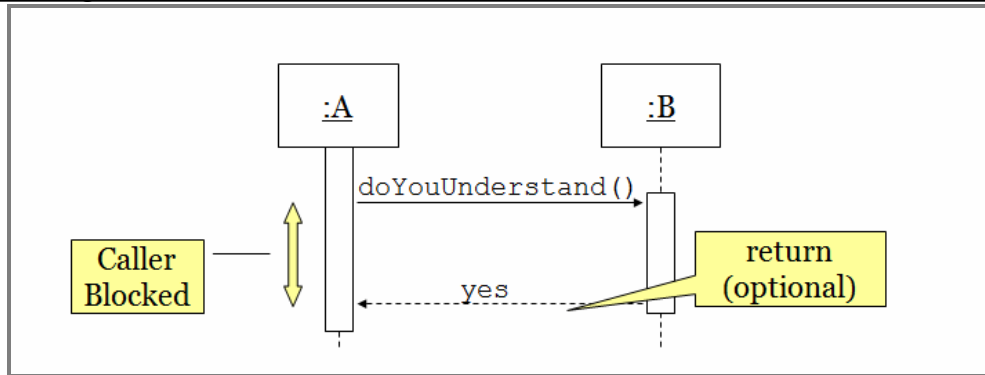 :A
:B
doYouUnderstand()
Caller
Blocked
return
(optional)
yes